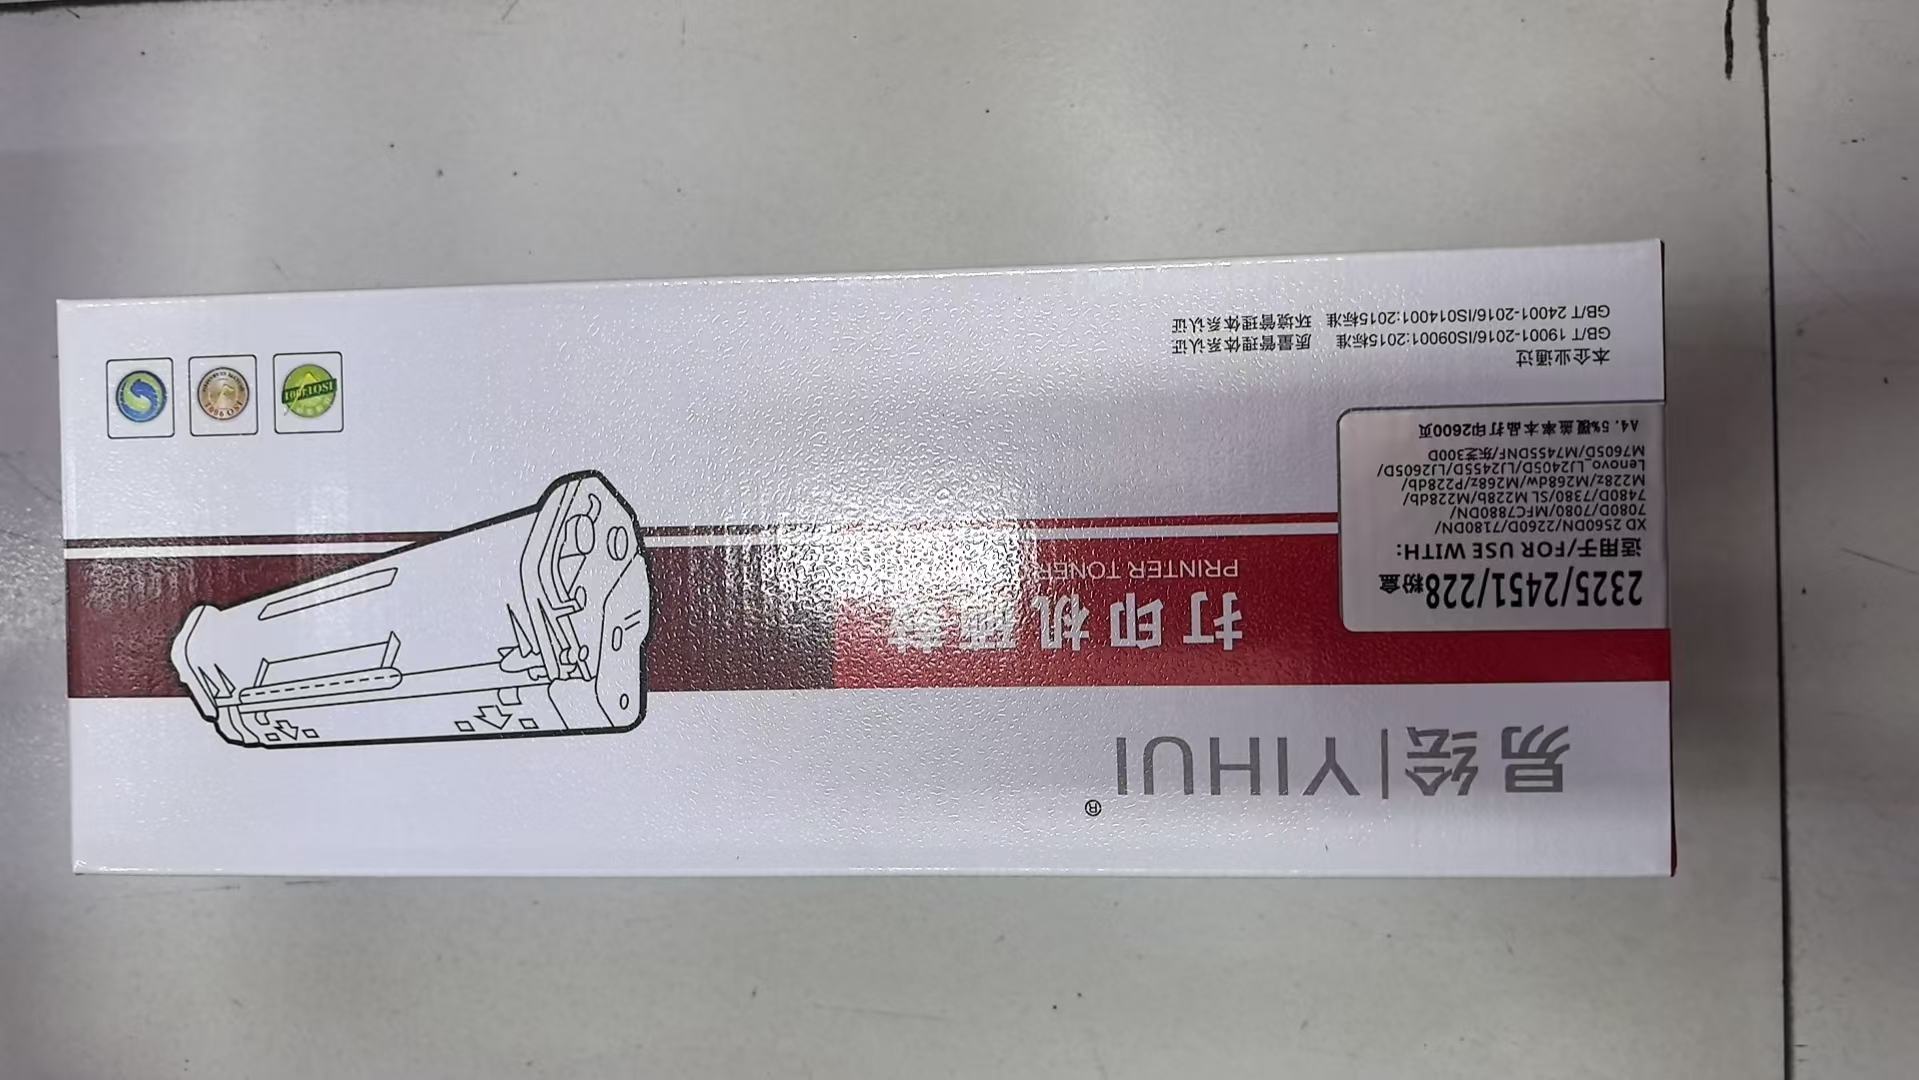 易绘|YIHUI®
打印机硒鼓
PRINTER TONER
2325/2451/228粉盒
适用于/FOR USE WITH:
XD 2560DN/2260D/7180DN/
7080D/7080/MFC7880DN/
7480D/7380/SL M228b/M228db/
M228z/M268dw/M268z/P228db/
Lenovo_LJ2405D/LJ2455D/LJ2605D/
M7605D/M7455DNF/东芝300D
A4. 5%覆盖率本品打印2600页
本企业通过
GB/T 19001-2016/ISO9001:2015标准 质量管理体系认证
GB/T 24001-2016/ISO14001:2015标准 环境管理体系认证